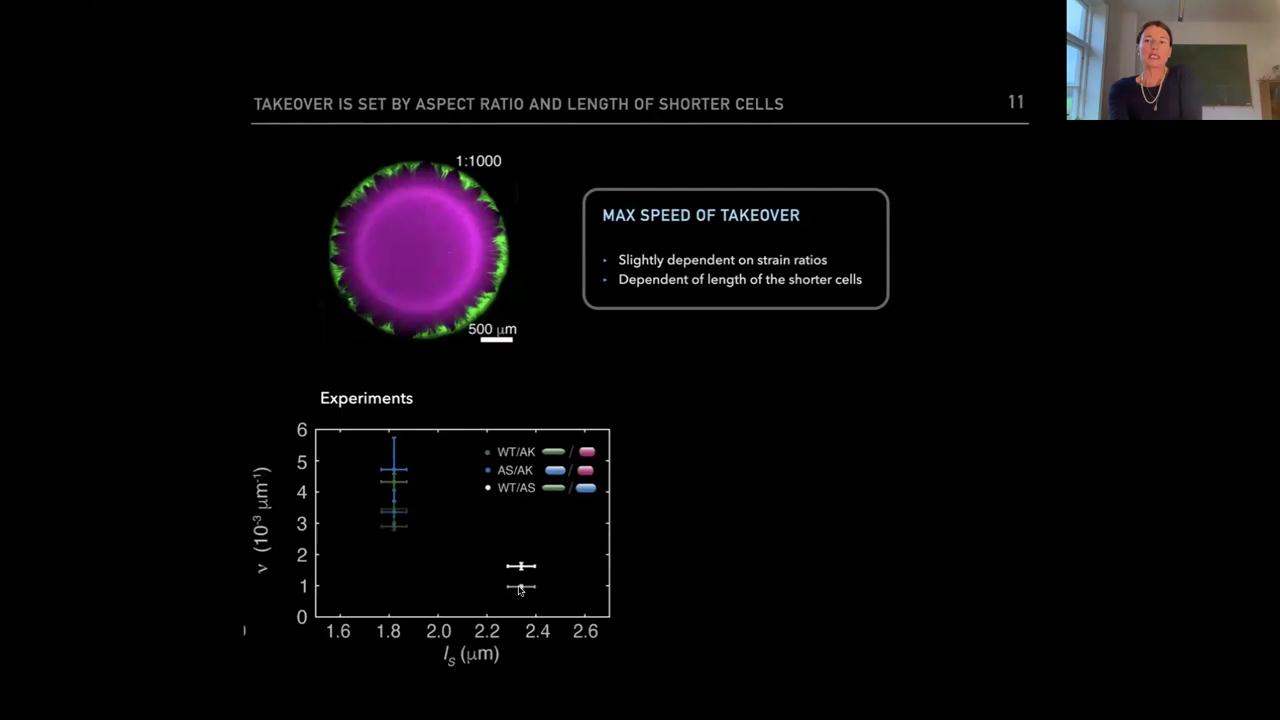 TAKEOVER IS SET BY ASPECT RATIO AND LENGTH OF SHORTER CELLS
11
1:1000
500 μm
MAX SPEED OF TAKEOVER
Slightly dependent on strain ratios
Dependent of length of the shorter cells
Experiments
ν (10⁻³ μm⁻¹)
6
5
4
3
2
1
0
WT/AK /
AS/AK /
WT/AS /
1.6 1.8 2.0 2.2 2.4 2.6
lₛ (μm)